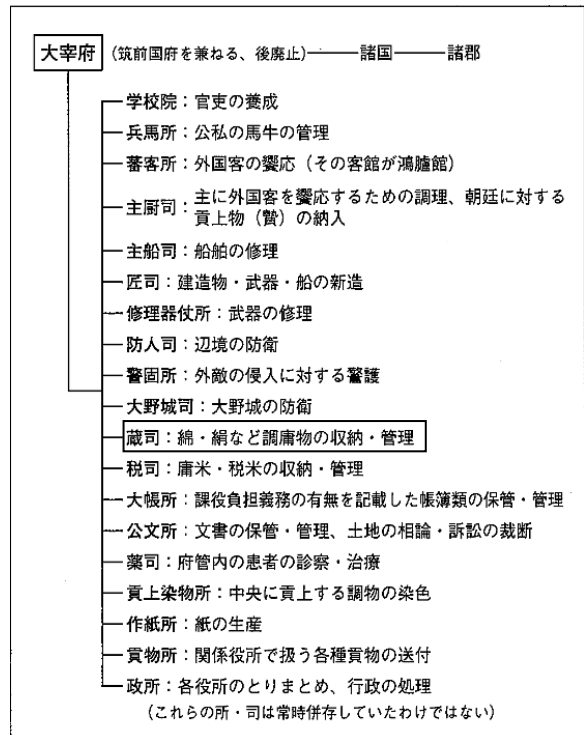 大宰府 (筑前国府を兼ねる、後廃止)——諸国——諸郡
学校院：官吏の養成
兵馬所：公私の馬牛の管理
蕃客所：外国客の饗応（その客館が鴻臚館）
主厨司：主に外国客を饗応するための調理、朝廷に対する
貢上物（贄）の納入
主船司：船舶の修理
匠司：建造物・武器・船の新造
修理器仗所：武器の修理
防人司：辺境の防衛
警固所：外敵の侵入に対する警護
大野城司：大野城の防衛
蔵司：綿・絹など調庸物の収納・管理
税司：庸米・税米の収納・管理
大帳所：課役負担義務の有無を記載した帳簿類の保管・管理
公文所：文書の保管・管理、土地の相論・訴訟の裁断
薬司：府管内の患者の診察・治療
貢上染物所：中央に貢上する調物の染色
作紙所：紙の生産
貢物所：関係役所で扱う各種貢物の送付
政所：各役所のとりまとめ、行政の処理
（これらの所・司は常時併存していたわけではない）